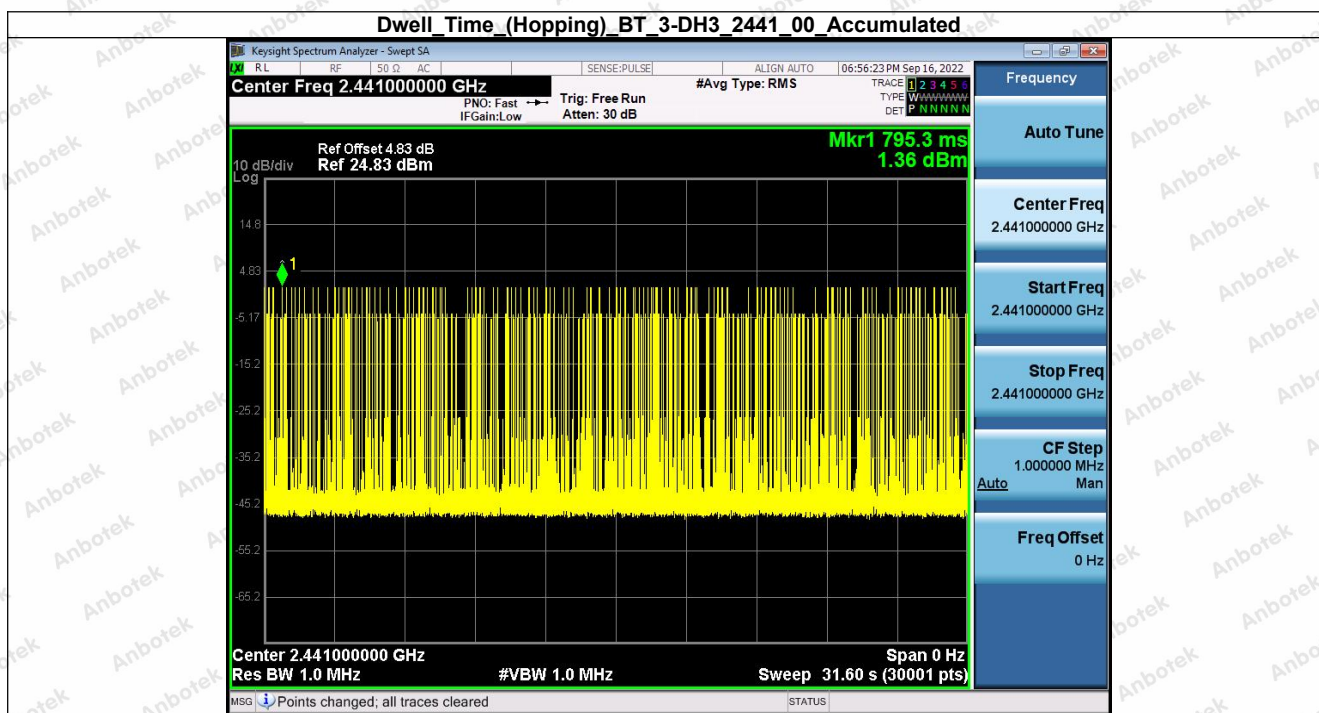 Dwell_Time_(Hopping)_BT_3-DH3_2441_00_Accumulated
Keysight Spectrum Analyzer - Swept SA
LXI RL RF 50 Ω AC SENSE:PULSE ALIGN AUTO 06:56:23 PM Sep 16, 2022
Center Freq 2.441000000 GHz
PNO: Fast
IFGain:Low
Trig: Free Run
Atten: 30 dB
#Avg Type: RMS
TRACE 1 2 3 4 5 6
TYPE WWWWWW
DET P N N N N N
Mkr1 795.3 ms
1.36 dBm
Ref Offset 4.83 dB
10 dB/div Ref 24.83 dBm
Log
14.8
1
4.83
-5.17
-15.2
-25.2
-35.2
-45.2
-55.2
-65.2
Center 2.441000000 GHz Span 0 Hz
Res BW 1.0 MHz #VBW 1.0 MHz Sweep 31.60 s (30001 pts)
MSG Points changed; all traces cleared STATUS
Frequency
Auto Tune
Center Freq
2.441000000 GHz
Start Freq
2.441000000 GHz
Stop Freq
2.441000000 GHz
CF Step
1.000000 MHz
Auto Man
Freq Offset
0 Hz
Anbotek